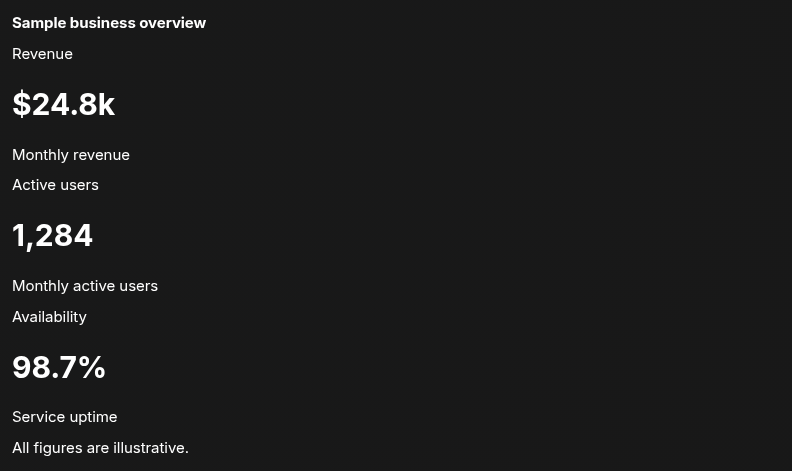 Sample business overview
Revenue
$24.8k
Monthly revenue
Active users
1,284
Monthly active users
Availability
98.7%
Service uptime
All figures are illustrative.